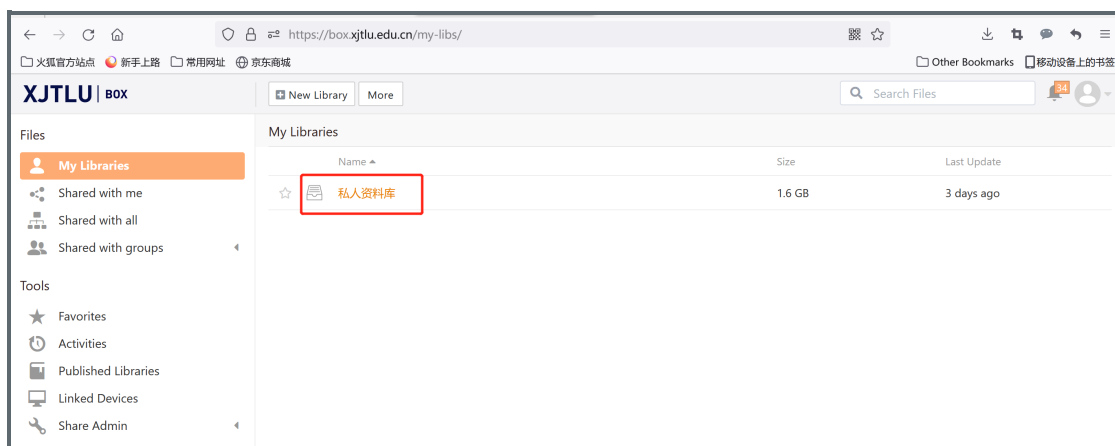 https://box.xjtlu.edu.cn/my-libs/
火狐官方站点 新手上路 常用网址 京东商城 Other Bookmarks 移动设备上的书签
XJTLU BOX New Library More Search Files 34
Files
My Libraries
My Libraries
Name Size Last Update
私人资料库 1.6 GB 3 days ago
Shared with me
Shared with all
Shared with groups
Tools
Favorites
Activities
Published Libraries
Linked Devices
Share Admin